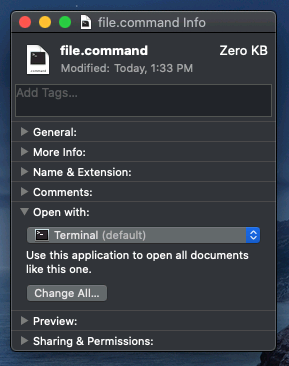 file.command Info
file.command
Zero KB
Modified: Today, 1:33 PM
Add Tags...
General:
More Info:
Name & Extension:
Comments:
Open with:
Terminal (default)
Use this application to open all documents
like this one.
Change All...
Preview:
Sharing & Permissions: